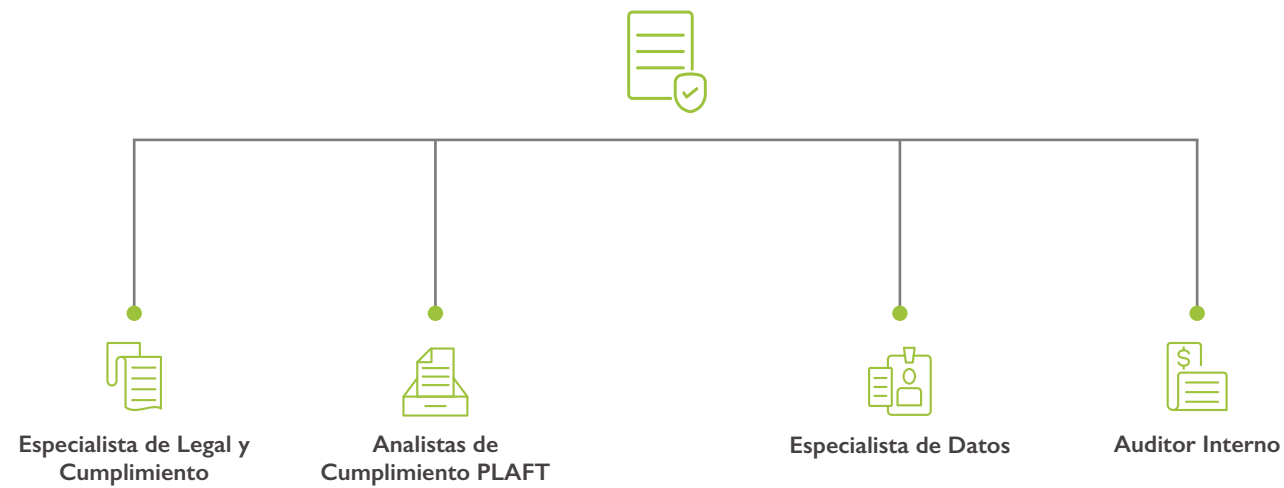 Especialista de Legal y
Cumplimiento
Analistas de
Cumplimiento PLAFT
Especialista de Datos
Auditor Interno
$